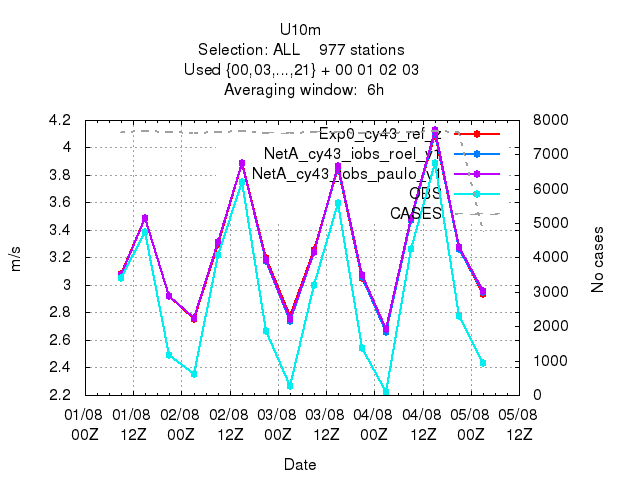 U10m
Selection: ALL    977 stations
Used {00,03,...,21} + 00 01 02 03
Averaging window:  6h
4.2
4
3.8
3.6
3.4
3.2
3
2.8
2.6
2.4
2.2
m/s
Exp0_cy43_ref_z
NetA_cy43_iobs_roel_v1
NetA_cy43_iobs_paulo_v1
OBS
CASES
8000
7000
6000
5000
4000
3000
2000
1000
0
No cases
01/08 01/08 02/08 02/08 03/08 03/08 04/08 04/08 05/08 05/08
00Z 12Z 00Z 12Z 00Z 12Z 00Z 12Z 00Z 12Z
Date